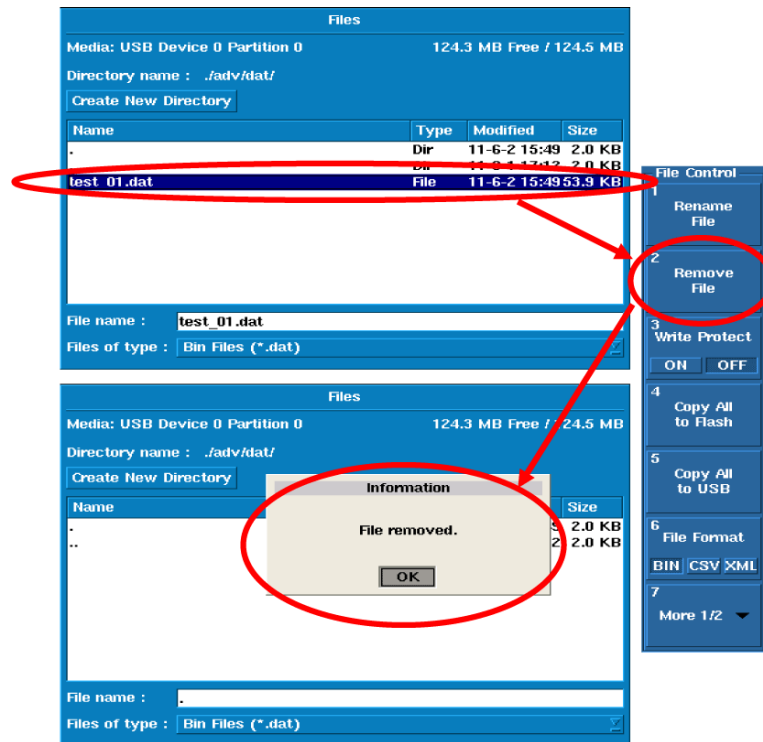 Files
Media: USB Device 0 Partition 0 124.3 MB Free / 124.5 MB
Directory name : ./adv/dat/
Create New Directory
Name Type Modified Size
. Dir 11-6-2 15:49 2.0 KB
2.0 KB
test_01.dat File 11-6-2 15:49 53.9 KB
File name : test_01.dat
Files of type : Bin Files (*.dat)
File Control
1
Rename
File
2
Remove
File
3
Write Protect
ON OFF
4
Copy All
to Flash
5
Copy All
to USB
6
File Format
BIN CSV XML
7
More 1/2
Files
Media: USB Device 0 Partition 0 124.3 MB Free / 124.5 MB
Directory name : ./adv/dat/
Create New Directory
Name Size
. 2.0 KB
.. 2 2.0 KB
Information
File removed.
OK
File name : .
Files of type : Bin Files (*.dat)